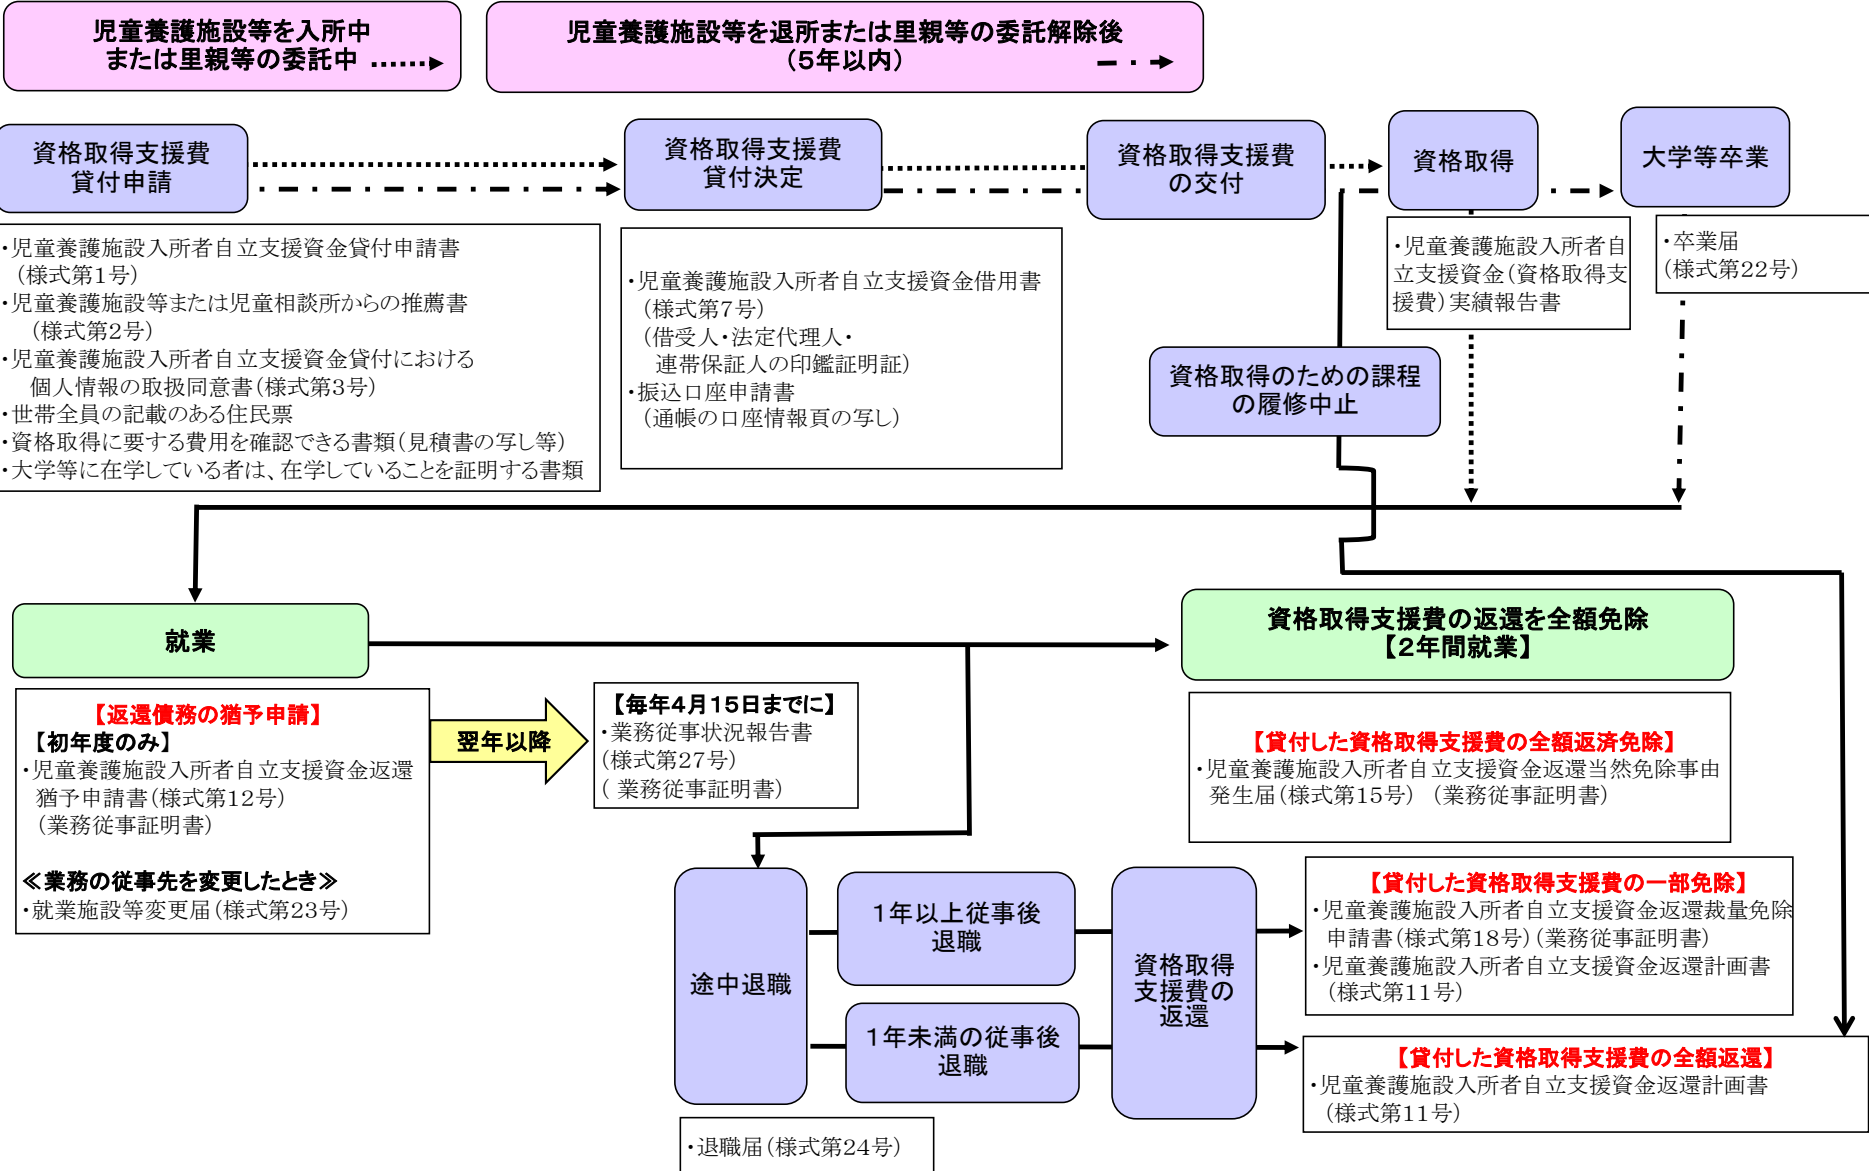 児童養護施設等を入所中
または里親等の委託中
児童養護施設等を退所または里親等の委託解除後
（5年以内）
資格取得支援費
貸付申請
資格取得支援費
貸付決定
資格取得支援費
の交付
資格取得
大学等卒業
・児童養護施設入所者自立支援資金貸付申請書
（様式第1号）
・児童養護施設等または児童相談所からの推薦書
（様式第2号）
・児童養護施設入所者自立支援資金貸付における
個人情報の取扱同意書（様式第3号）
・世帯全員の記載のある住民票
・資格取得に要する費用を確認できる書類（見積書の写し等）
・大学等に在学している者は、在学していることを証明する書類
・児童養護施設入所者自立支援資金借用書
（様式第7号）
（借受人・法定代理人・
連帯保証人の印鑑証明証）
・振込口座申請書
（通帳の口座情報頁の写し）
・児童養護施設入所者自
立支援資金（資格取得支
援費）実績報告書
・卒業届
（様式第22号）
資格取得のための課程
の履修中止
就業
資格取得支援費の返還を全額免除
【2年間就業】
【返還債務の猶予申請】
【初年度のみ】
・児童養護施設入所者自立支援資金返還
猶予申請書（様式第12号）
（業務従事証明書）
≪業務の従事先を変更したとき≫
・就業施設等変更届（様式第23号）
翌年以降
【毎年4月15日までに】
・業務従事状況報告書
（様式第27号）
（ 業務従事証明書）
【貸付した資格取得支援費の全額返済免除】
・児童養護施設入所者自立支援資金返還当然免除事由
発生届（様式第15号） （業務従事証明書）
途中退職
1年以上従事後
退職
1年未満の従事後
退職
資格取得
支援費の
返還
【貸付した資格取得支援費の一部免除】
・児童養護施設入所者自立支援資金返還裁量免除
申請書（様式第18号）（業務従事証明書）
・児童養護施設入所者自立支援資金返還計画書
（様式第11号）
【貸付した資格取得支援費の全額返還】
・児童養護施設入所者自立支援資金返還計画書
（様式第11号）
・退職届（様式第24号）